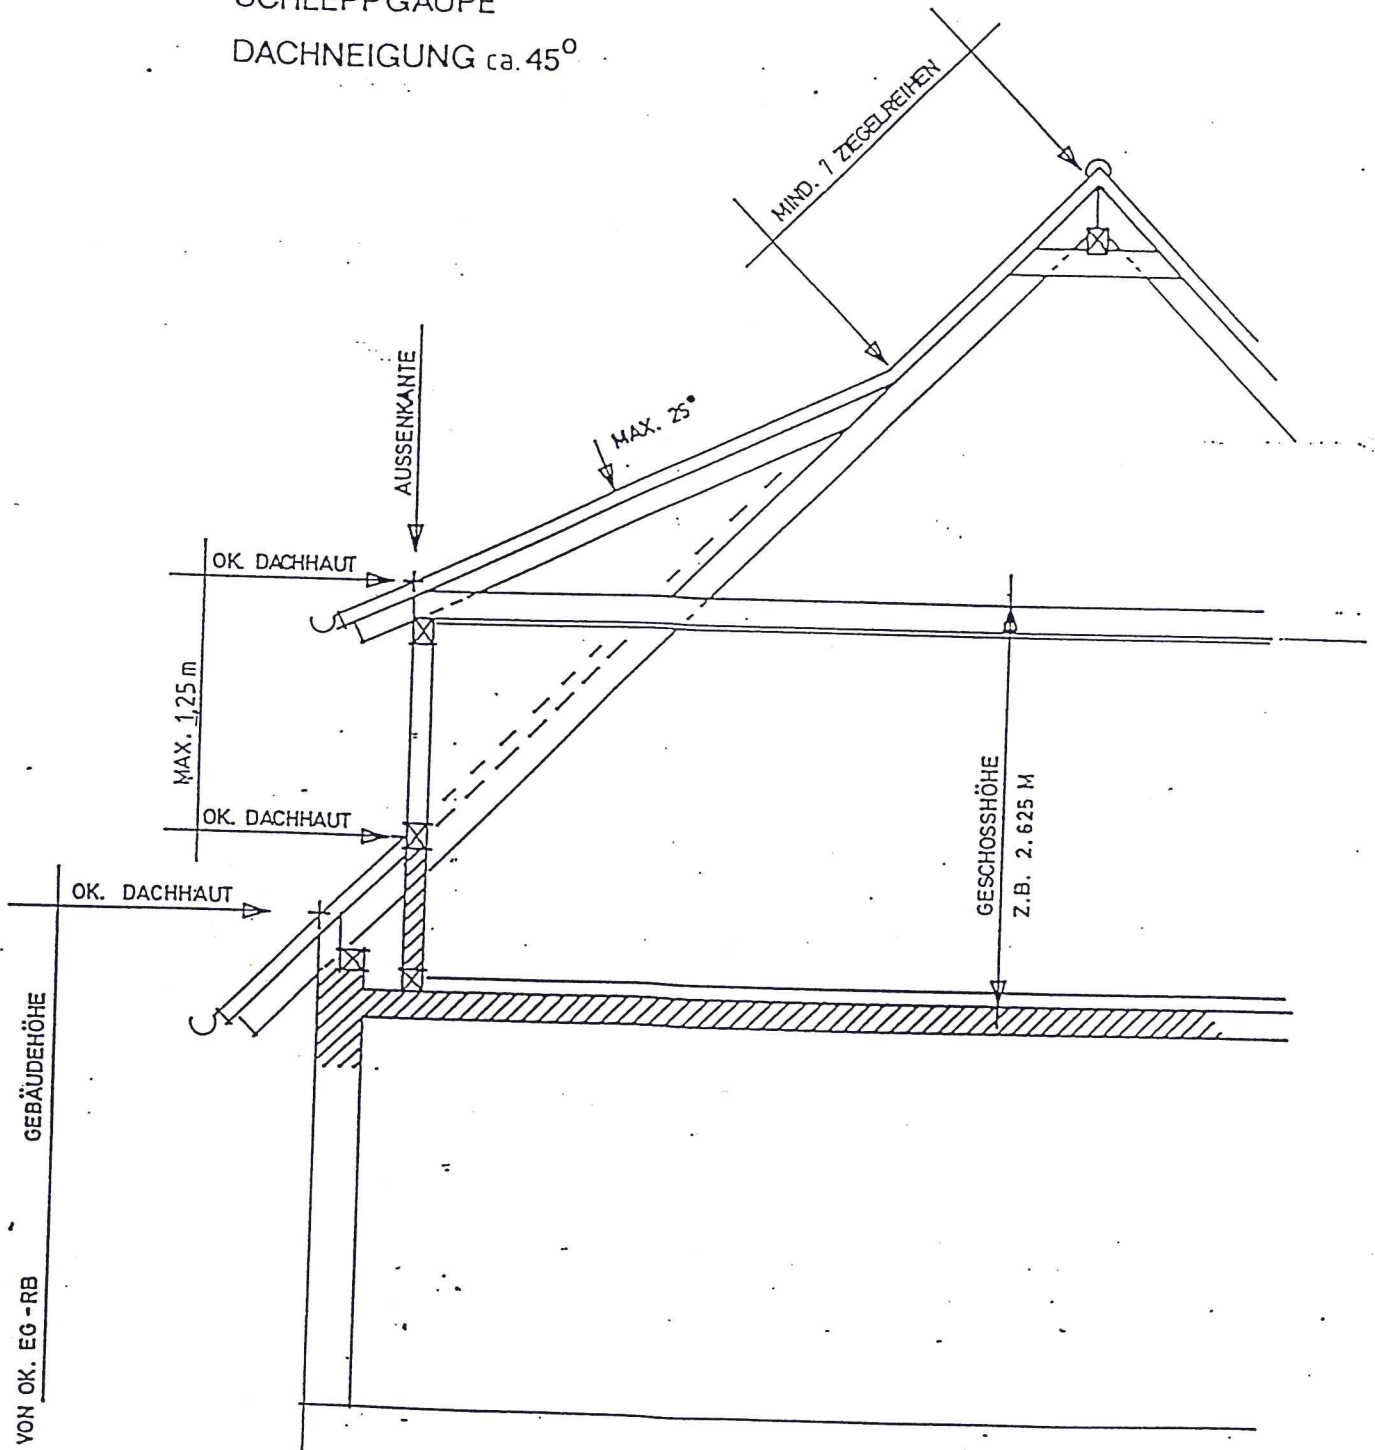 SCHLEPPGAUPE
DACHNEIGUNG ca. 45°
MIND. 7 ZIEGELREIHEN
AUSSENKANTE
MAX. 25°
OK. DACHHAUT
MAX. 1,25 m
OK. DACHHAUT
OK. DACHHAUT
GESCHOSSHÖHE
Z.B. 2.625 M
GEBÄUDEHÖHE
VON OK. EG-RB